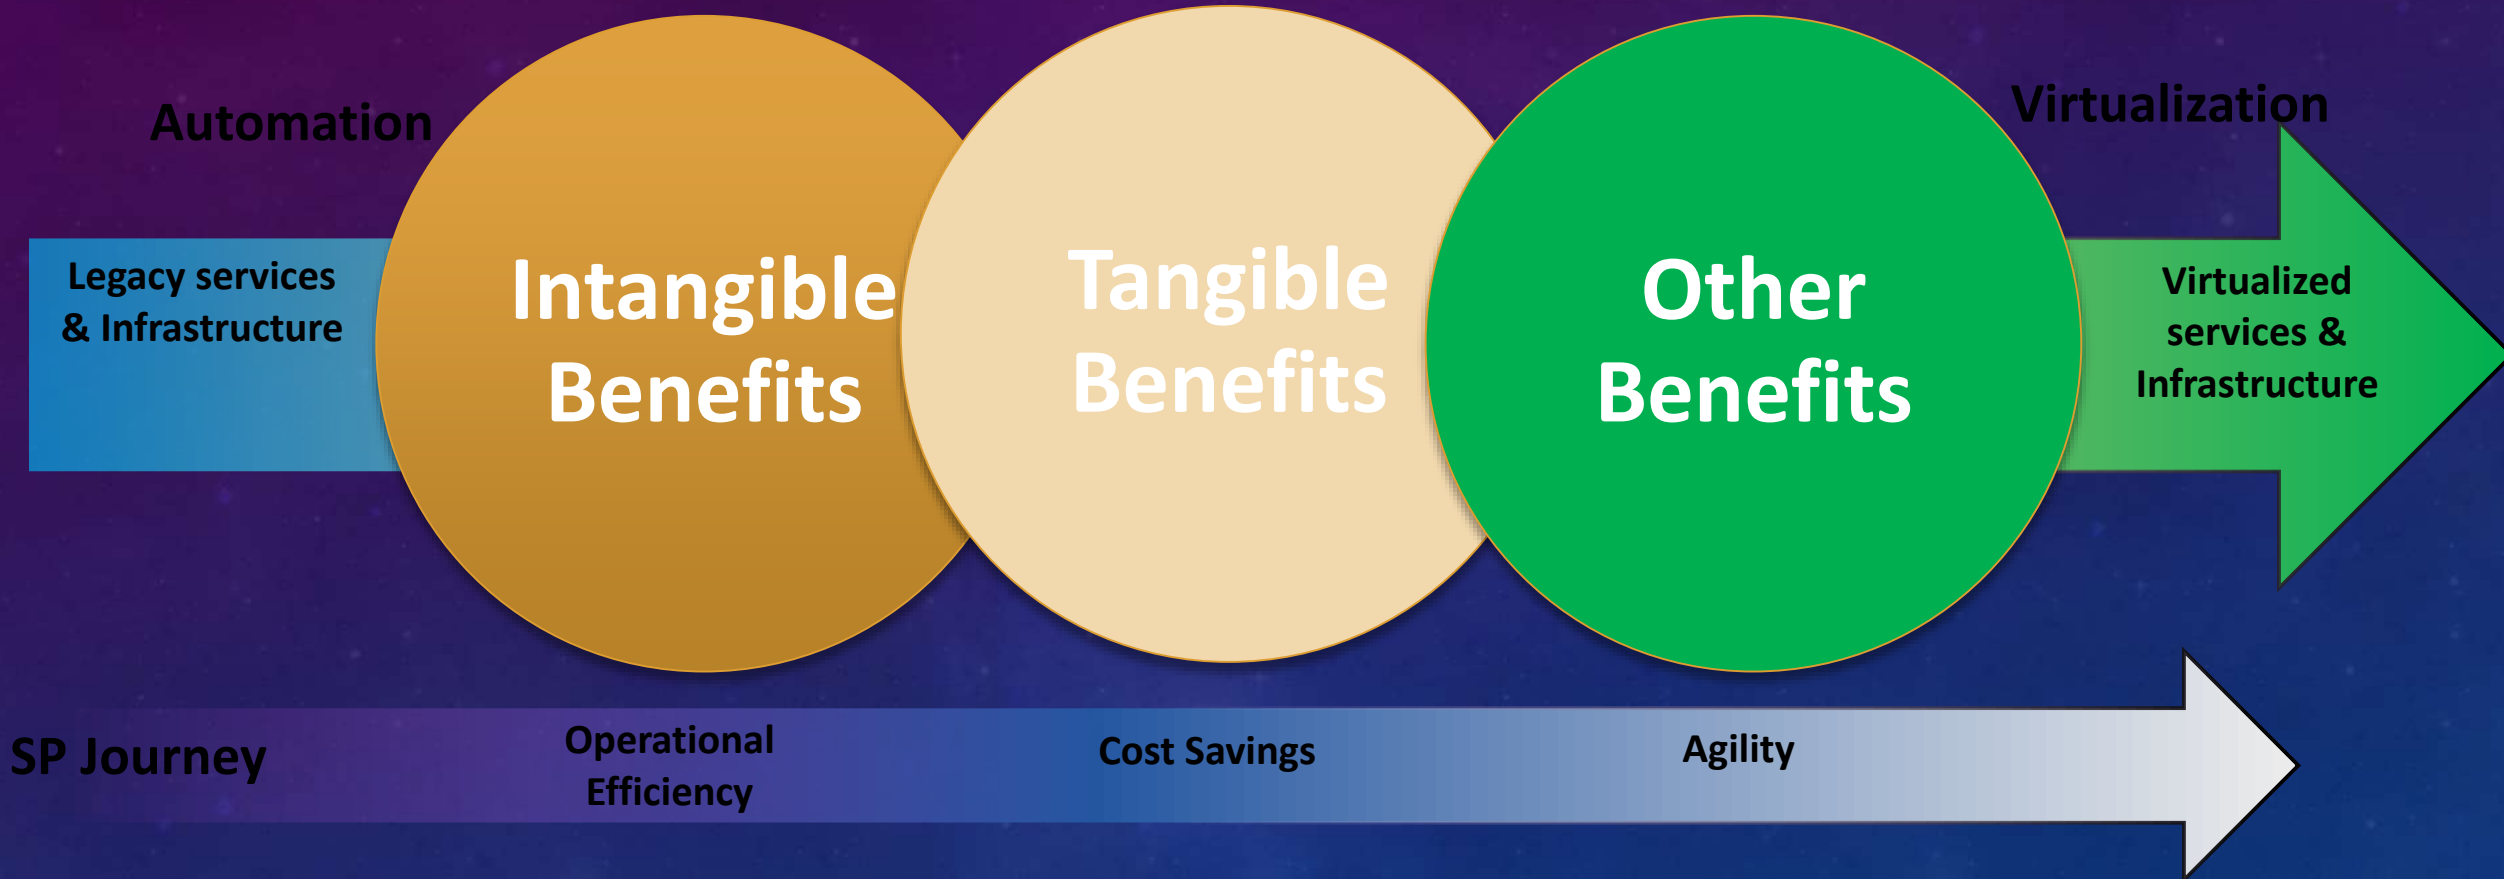 Automation
Virtualization
Legacy services
& Infrastructure
Intangible
Benefits
Tangible
Benefits
Other
Benefits
Virtualized
services &
Infrastructure
SP Journey
Operational
Efficiency
Cost Savings
Agility